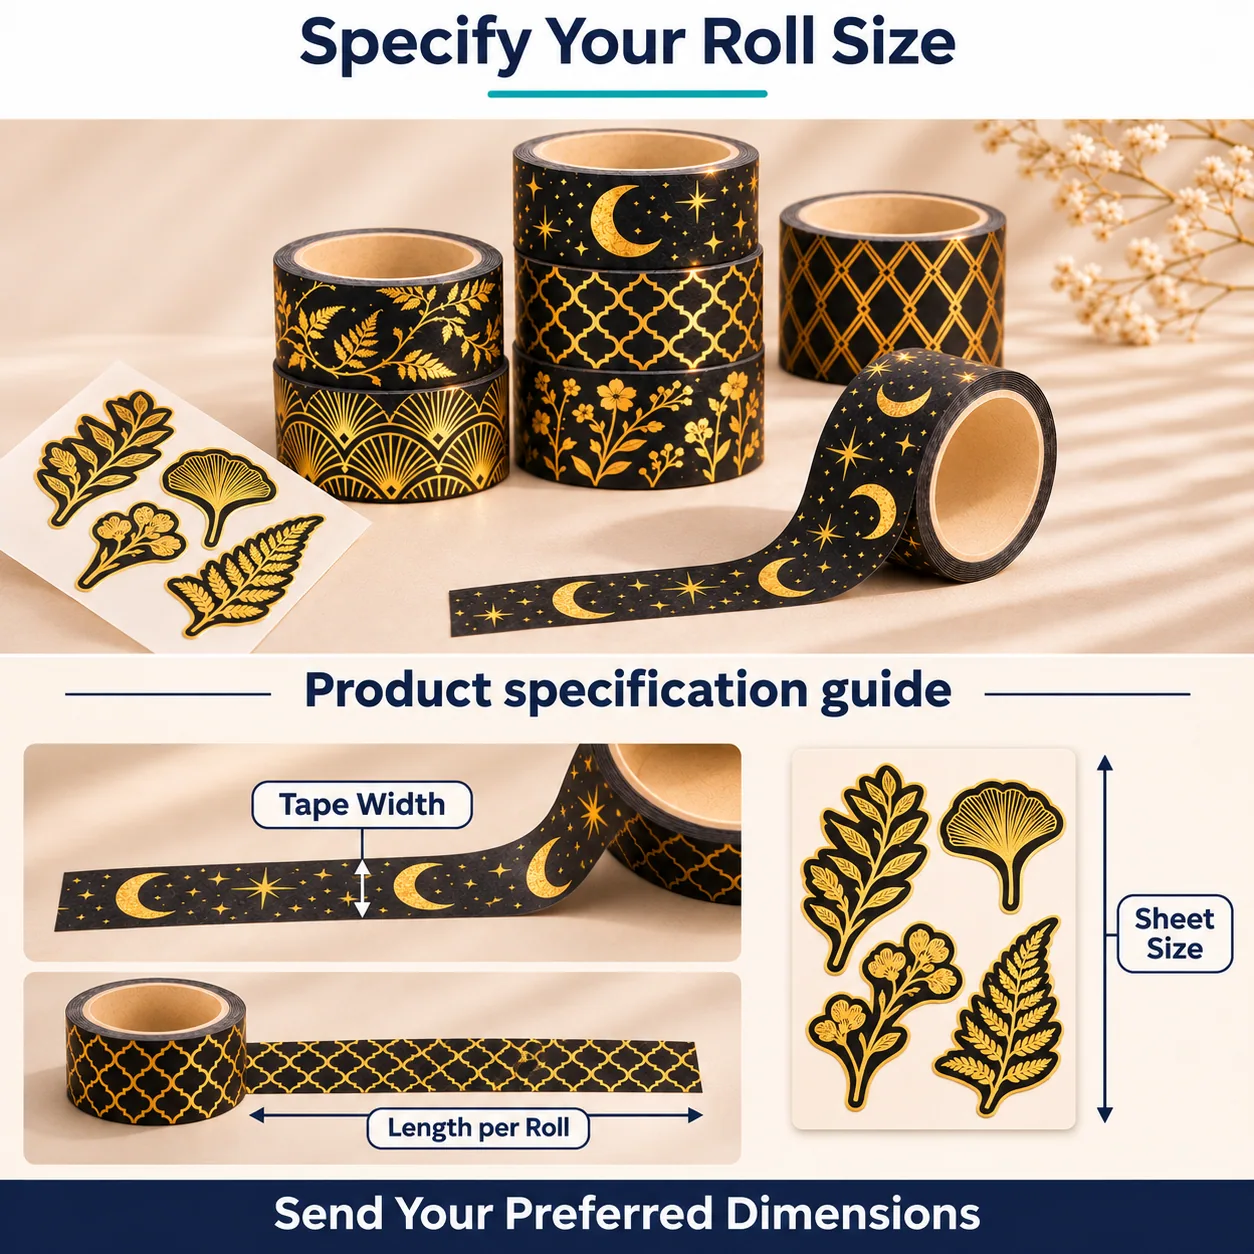 Specify Your Roll Size
Product specification guide
Tape Width
Length per Roll
Sheet
Size
Send Your Preferred Dimensions